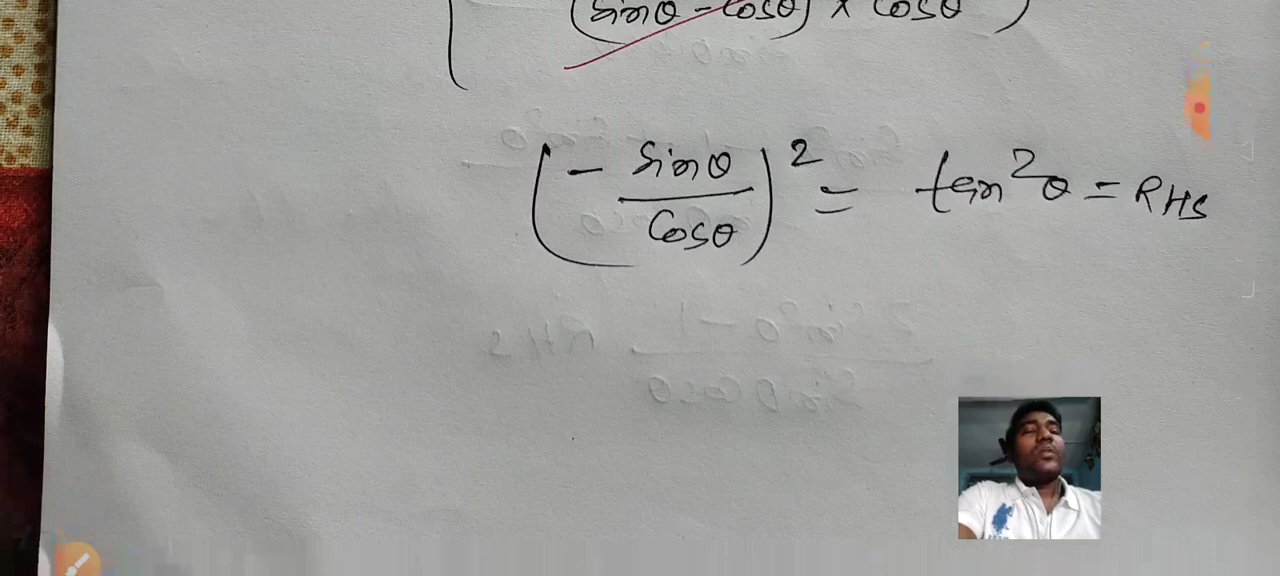 (sinθ - cosθ) × cosθ )
(- sinθ / cosθ)² = tan²θ = RHS